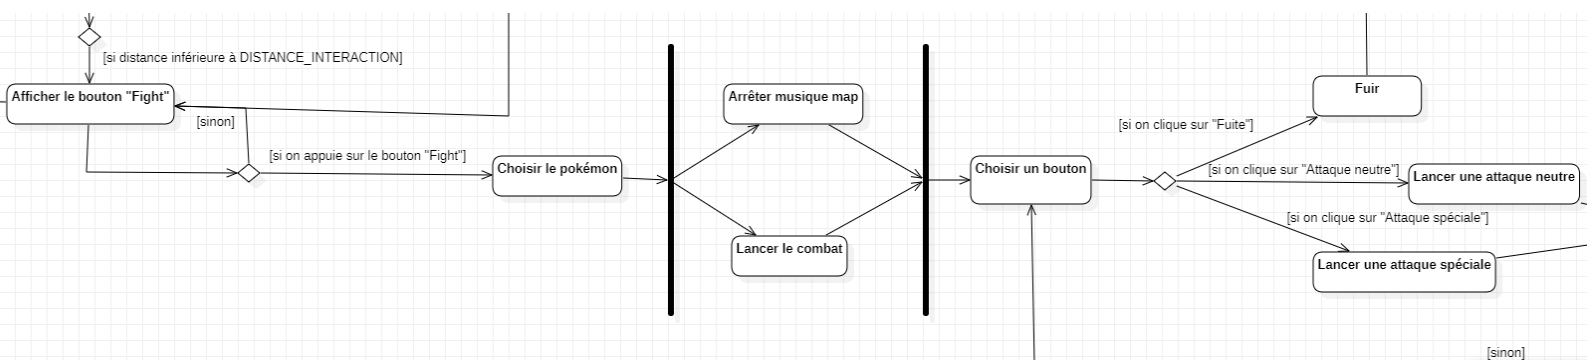 [si distance inférieure à DISTANCE_INTERACTION]
Afficher le bouton "Fight"
[sinon]
[si on appuie sur le bouton "Fight"]
Choisir le pokémon
Arrêter musique map
Lancer le combat
Choisir un bouton
[si on clique sur "Fuite"]
Fuir
[si on clique sur "Attaque neutre"]
Lancer une attaque neutre
[si on clique sur "Attaque spéciale"]
Lancer une attaque spéciale
[sinon]